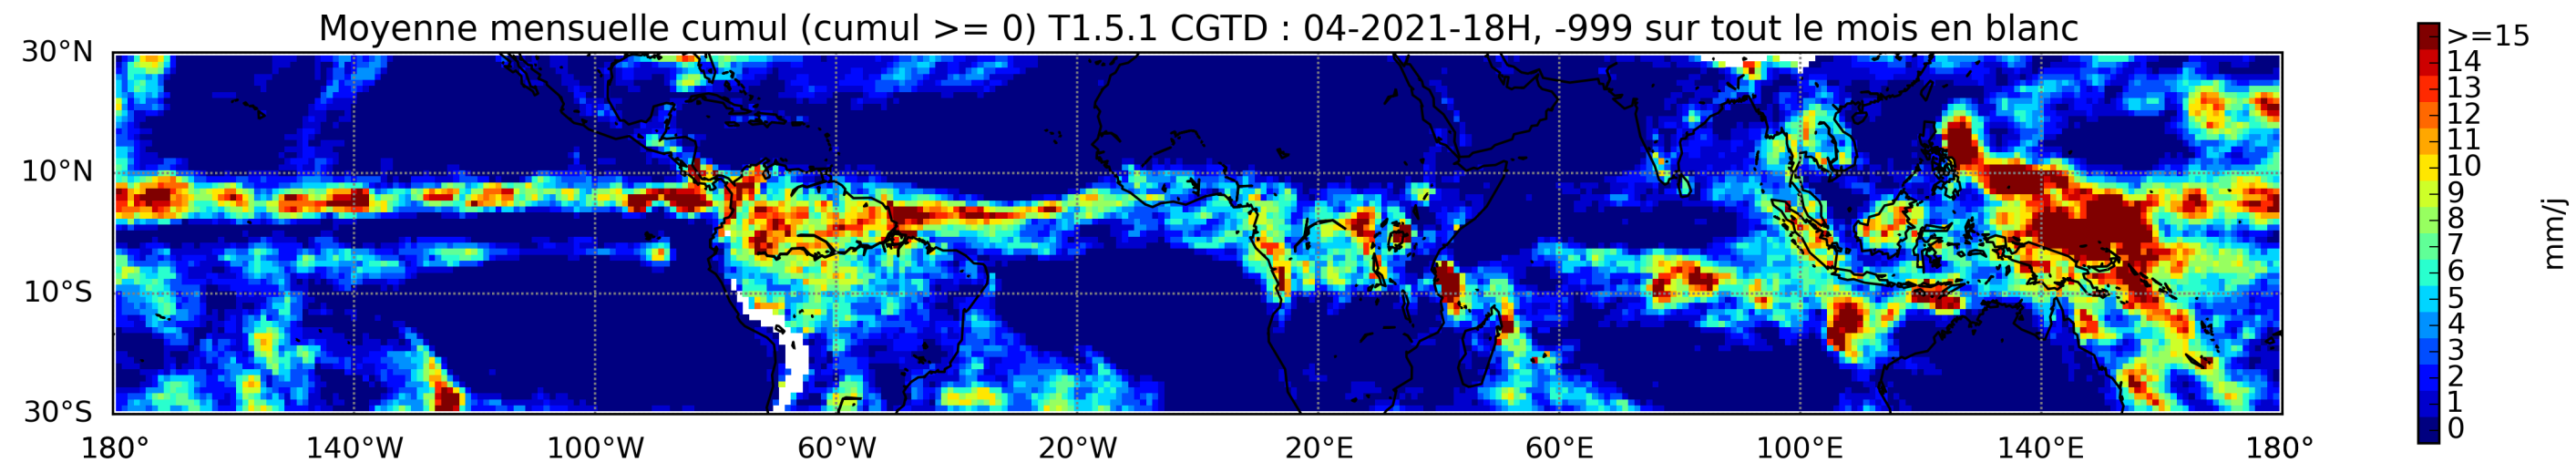 Moyenne mensuelle cumul (cumul >= 0) T1.5.1 CGTD : 04-2021-18H, -999 sur tout le mois en blanc
30°N
10°N
10°S
30°S
180° 140°W 100°W 60°W 20°W 20°E 60°E 100°E 140°E 180°
>=15
14
13
12
11
10
9
8
7
6
5
4
3
2
1
0
mm/j